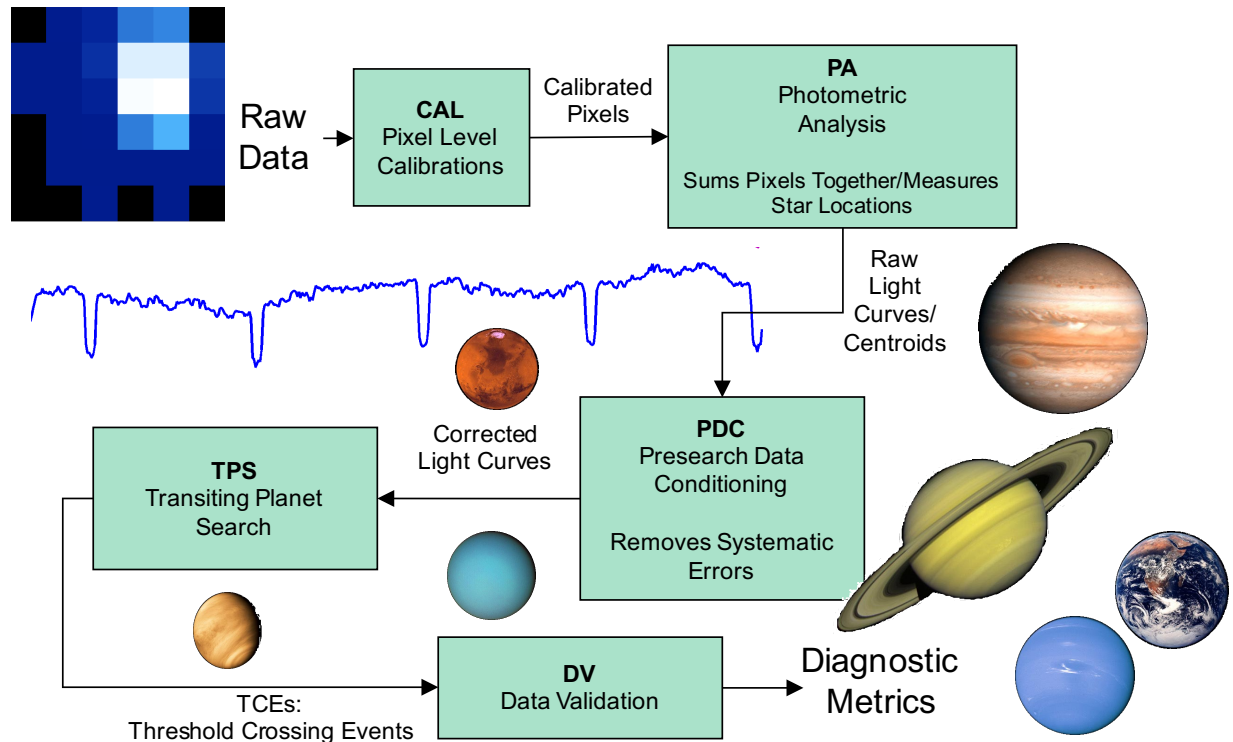 Raw
Data
CAL
Pixel Level
Calibrations
Calibrated
Pixels
PA
Photometric
Analysis
Sums Pixels Together/Measures
Star Locations
Raw
Light
Curves/
Centroids
PDC
Presearch Data
Conditioning
Removes Systematic
Errors
Corrected
Light Curves
TPS
Transiting Planet
Search
TCEs:
Threshold Crossing Events
DV
Data Validation
Diagnostic
Metrics